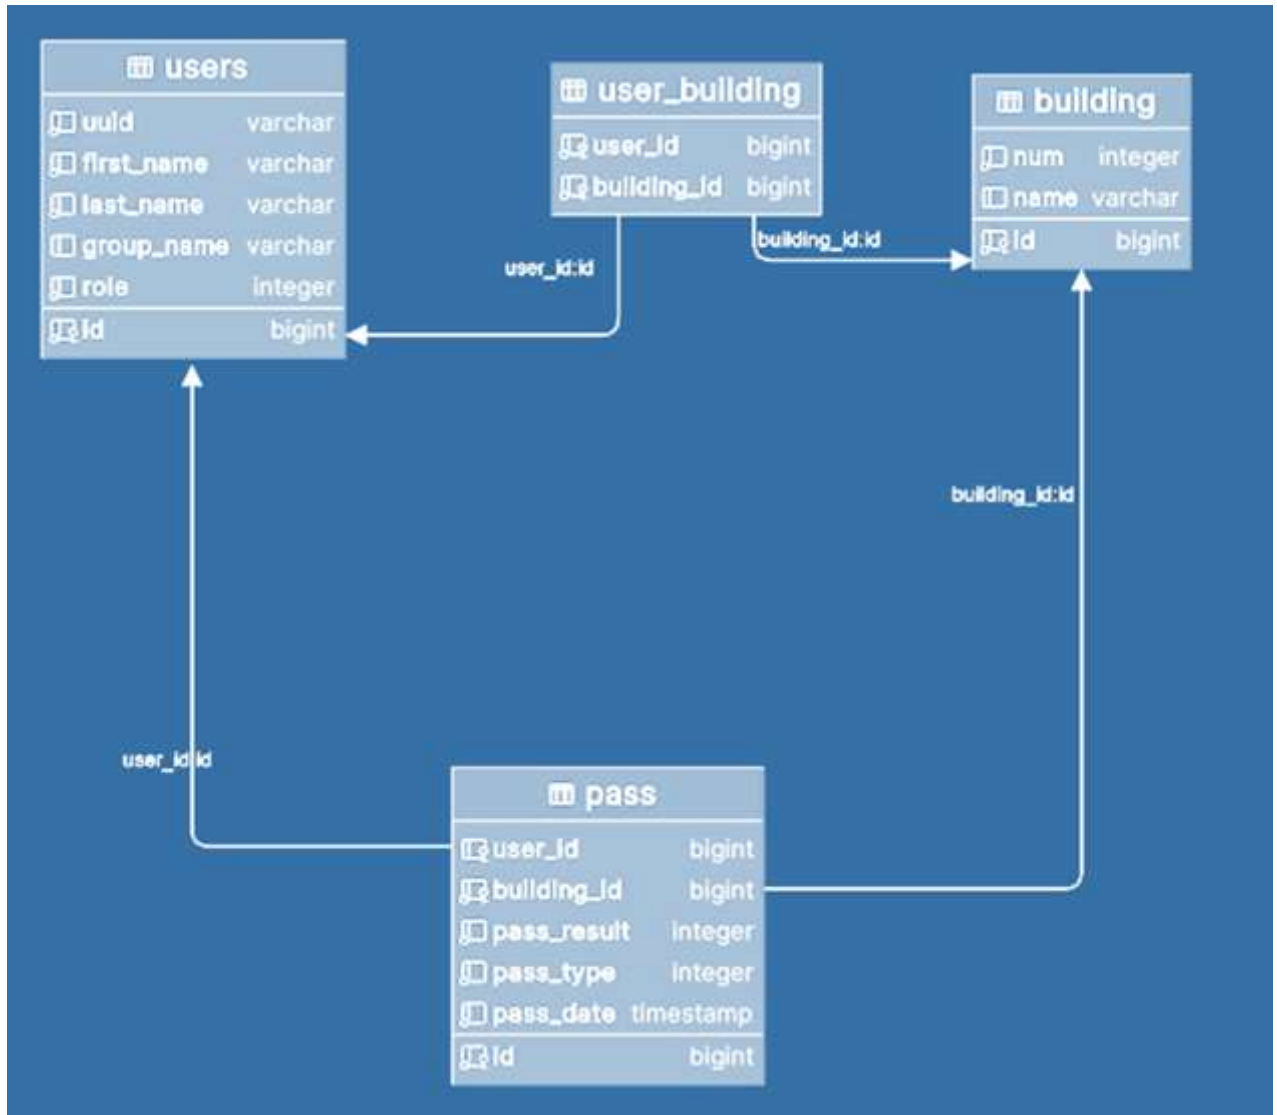 users
uuid varchar
first_name varchar
last_name varchar
group_name varchar
role integer
id bigint
user_building
user_id bigint
building_id bigint
building
num integer
name varchar
id bigint
user_id:id
building_id:id
building_id:id
user_id:id
pass
user_id bigint
building_id bigint
pass_result integer
pass_type integer
pass_date timestamp
id bigint